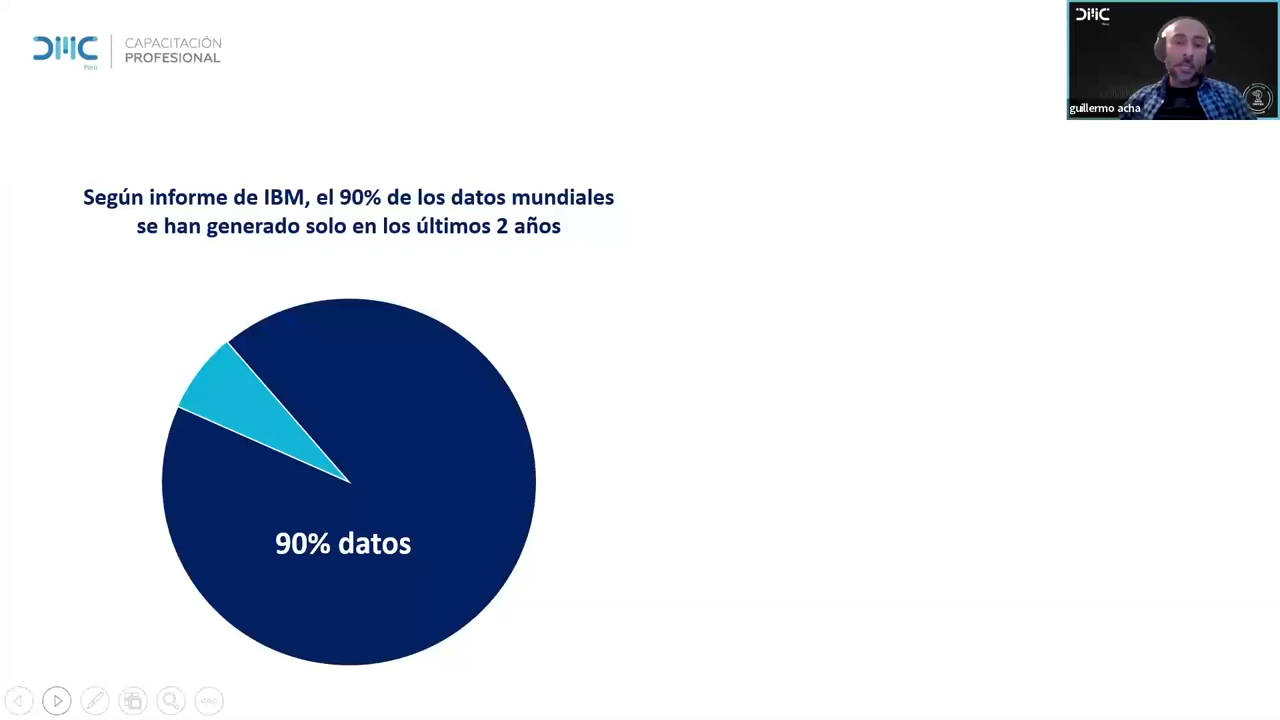 DMC
Perú
CAPACITACIÓN
PROFESIONAL
DMC
guillermo acha
Según informe de IBM, el 90% de los datos mundiales
se han generado solo en los últimos 2 años
90% datos